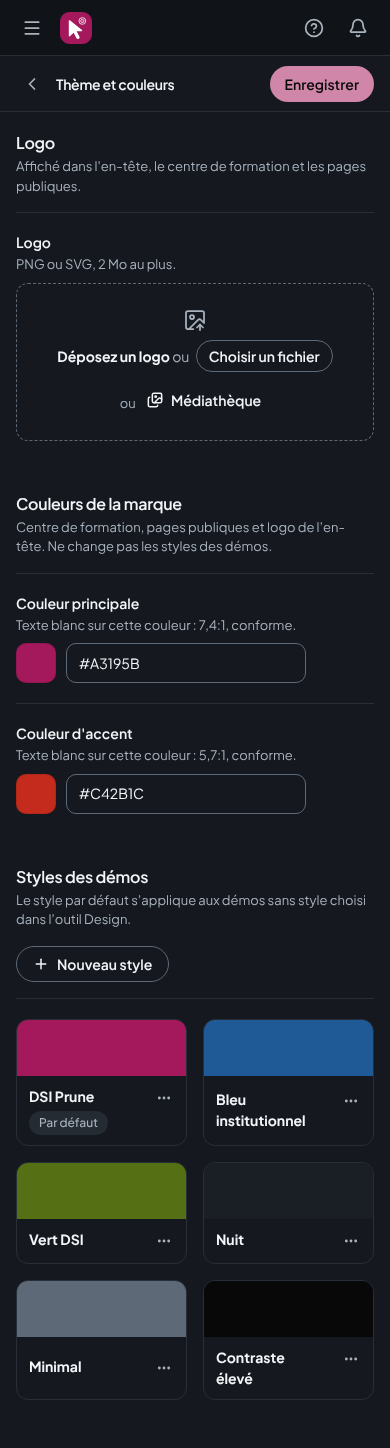 Thème et couleurs
Enregistrer
Logo
Affiché dans l'en-tête, le centre de formation et les pages
publiques.
Logo
PNG ou SVG, 2 Mo au plus.
Déposez un logo ou Choisir un fichier
ou Médiathèque
Couleurs de la marque
Centre de formation, pages publiques et logo de l'en-
tête. Ne change pas les styles des démos.
Couleur principale
Texte blanc sur cette couleur : 7,4:1, conforme.
#A3195B
Couleur d'accent
Texte blanc sur cette couleur : 5,7:1, conforme.
#C42B1C
Styles des démos
Le style par défaut s'applique aux démos sans style choisi
dans l'outil Design.
Nouveau style
DSI Prune
Par défaut
Bleu
institutionnel
Vert DSI
Nuit
Minimal
Contraste
élevé